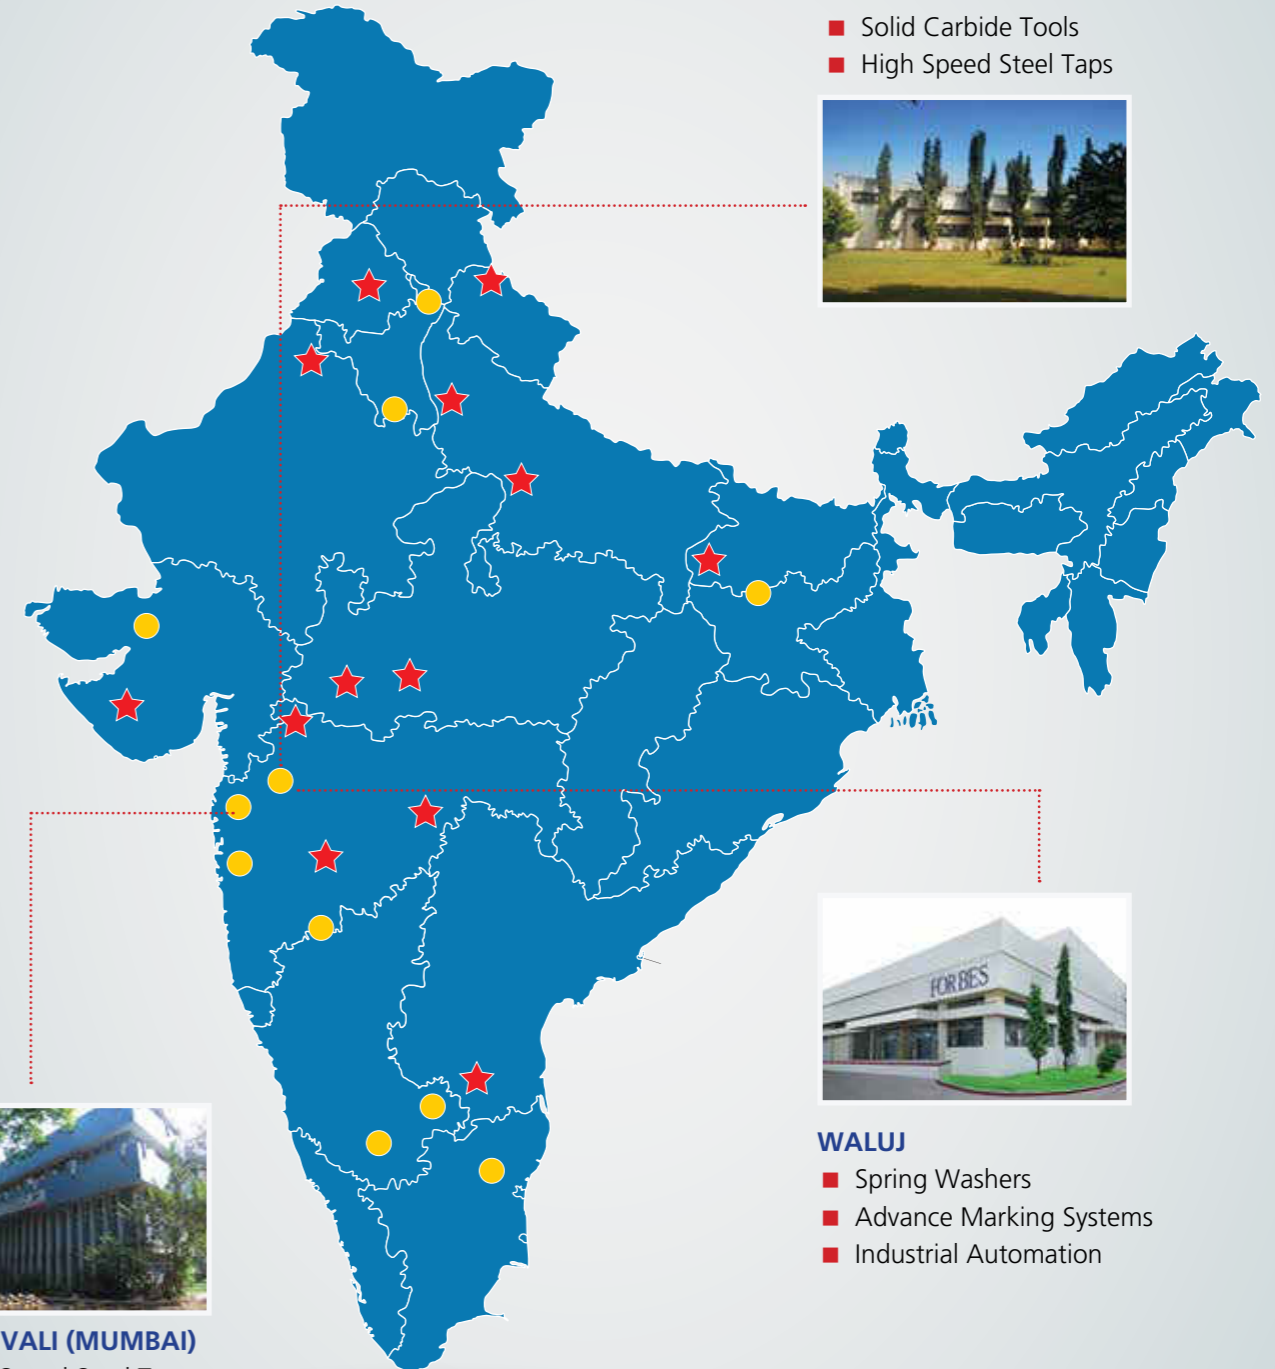 Solid Carbide Tools
High Speed Steel Taps
FORBES
WALUJ
Spring Washers
Advance Marking Systems
Industrial Automation
VALI (MUMBAI)